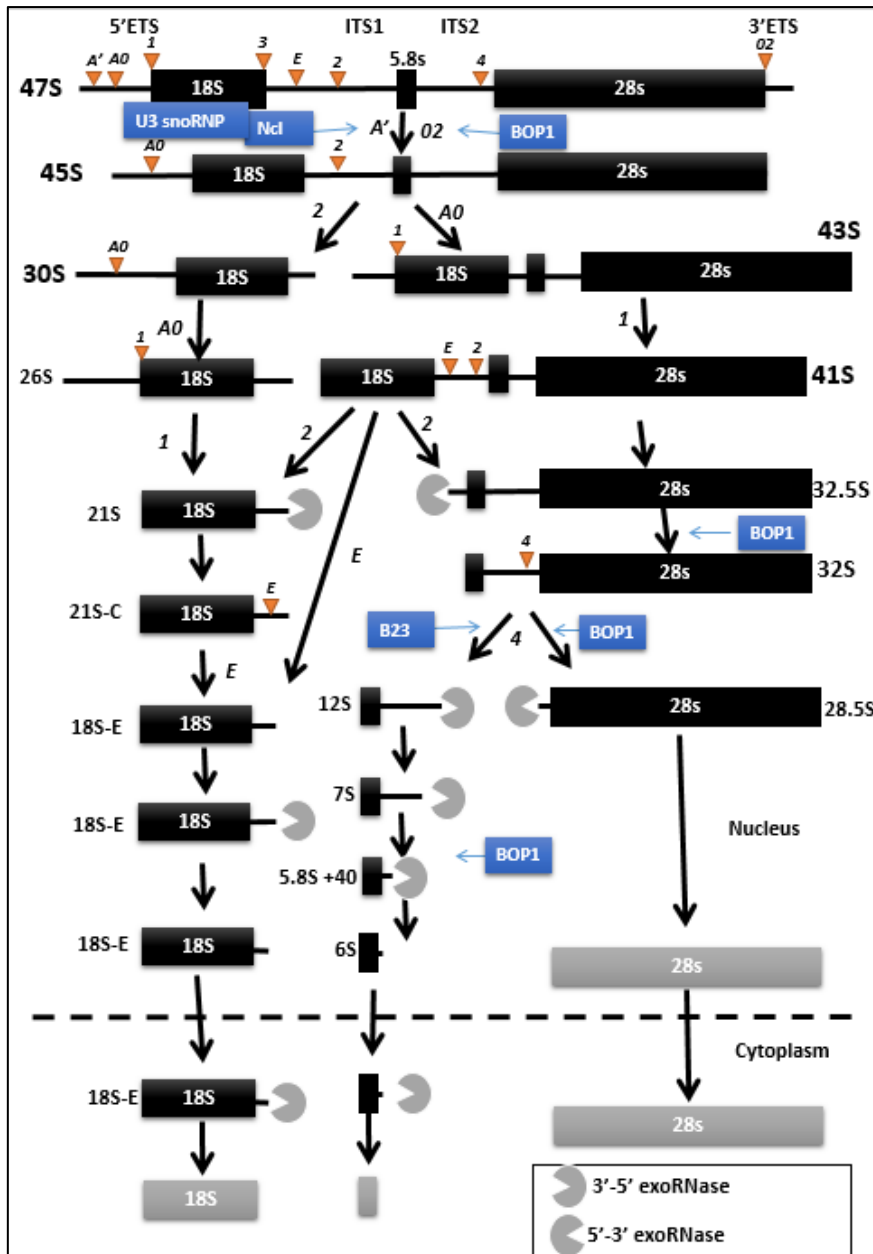 5'ETS ITS1 ITS2 3'ETS
A' A0 1 3 E 2 5.8s 4 02
47S 18S 28s
U3 snoRNP Ncl A' 02 BOP1
A0 2
45S 18S 28s
2 A0
A0 1 43S
30S 18S 18S 28s
A0 1
1 E 2
26S 18S 18S 28s 41S
1 2 2
21S 18S 28s 32.5S
E BOP1
4
21S-C E 18S 28s 32S
B23 4 BOP1
E
18S-E 18S 12S 28s 28.5S
18S-E 18S 7S Nucleus
BOP1
5.8S +40
18S-E 18S 6S 28s
Cytoplasm
18S-E 18S
28s
18S
3'-5' exoRNase
5'-3' exoRNase